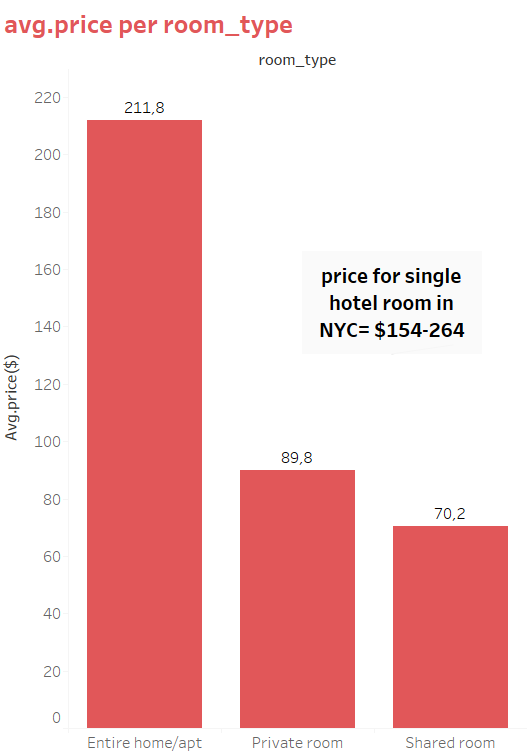 avg.price per room_type
room_type
220
200
180
160
140
120
100
80
60
40
20
0
Avg.price($)
211,8
89,8
70,2
price for single
hotel room in
NYC= $154-264
Entire home/apt
Private room
Shared room